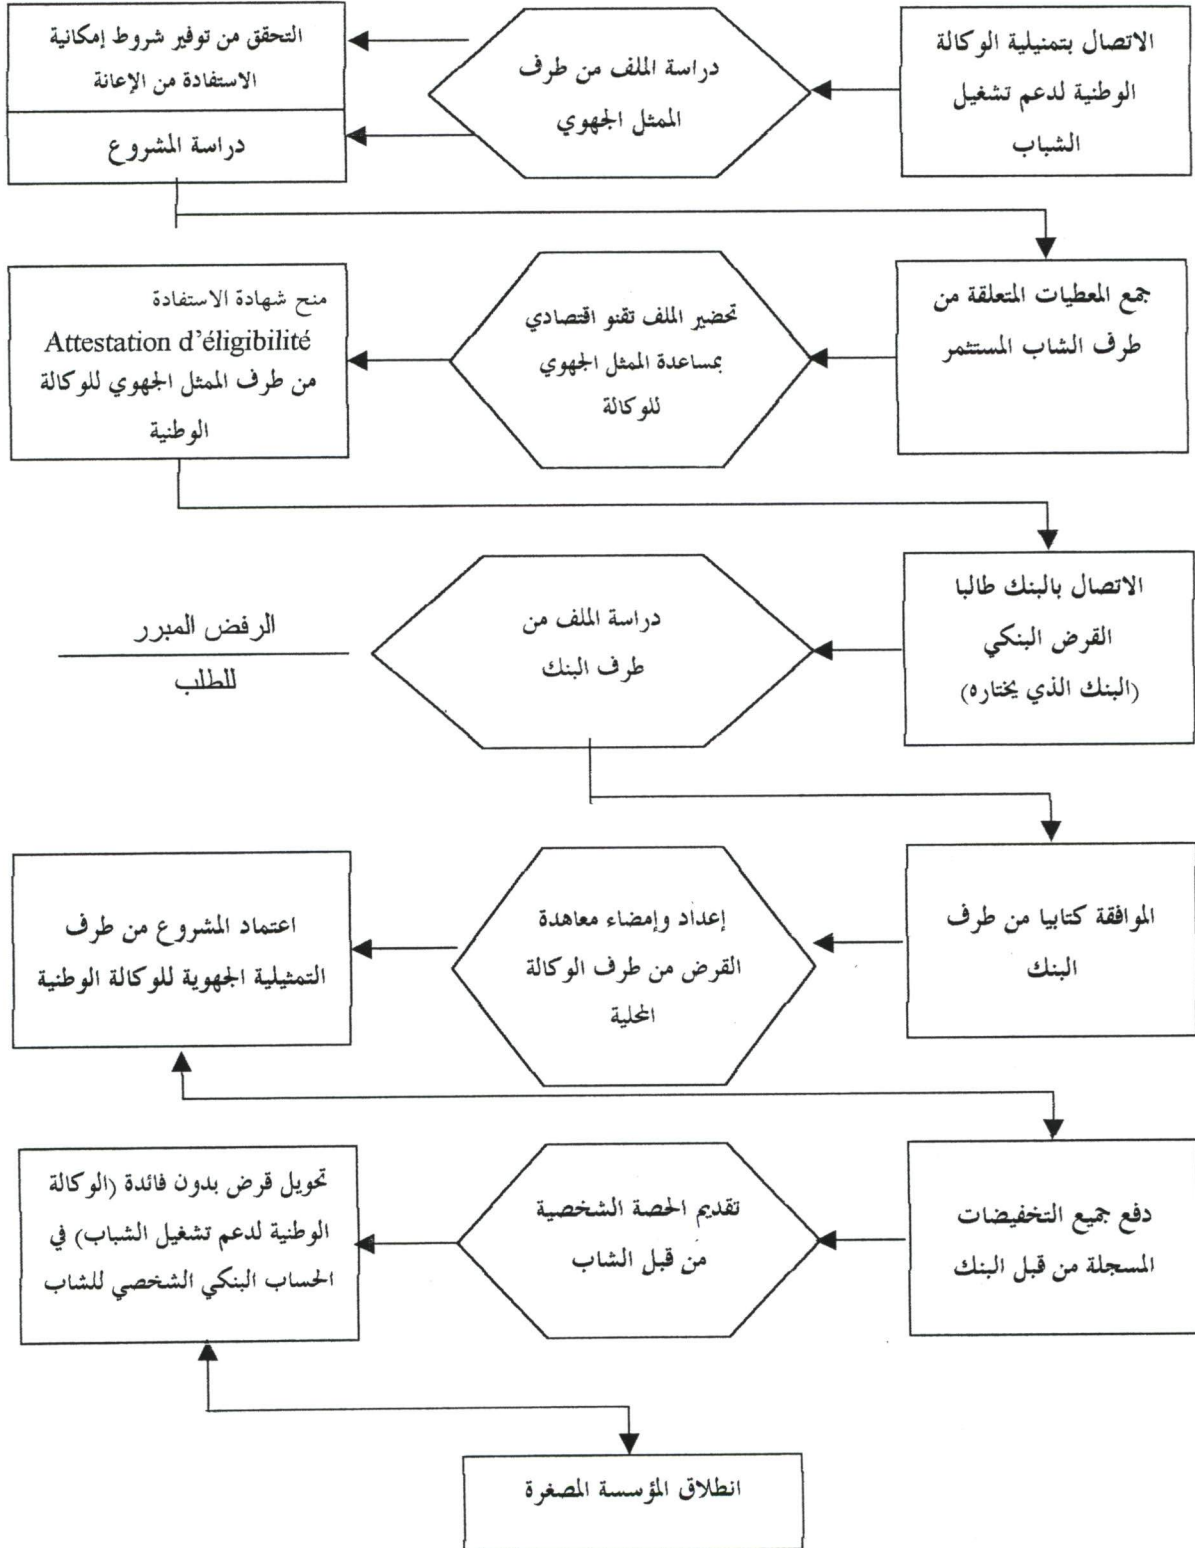 الاتصال بتمنيلية الوكالة
الوطنية لدعم تشغيل
الشباب
دراسة الملف من طرف
الممثل الجهوي
التحقق من توفير شروط إمكانية
الاستفادة من الإعانة
دراسة المشروع
جمع المعطيات المتعلقة من
طرف الشاب المستثمر
تحضير الملف تقنو اقتصادي
بمساعدة الممثل الجهوي
للوكالة
منح شهادة الاستفادة
Attestation d'éligibilité
من طرف الممثل الجهوي للوكالة
الوطنية
الاتصال بالبنك طالبا
القرض البنكي
(البنك الذي يختاره)
دراسة الملف من
طرف البنك
الرفض المبرر
للطلب
الموافقة كتابيا من طرف
البنك
إعداد وإمضاء معاهدة
القرض من طرف الوكالة
المحلية
اعتماد المشروع من طرف
التمثيلية الجهوية للوكالة الوطنية
دفع جميع التخفيضات
المسجلة من قبل البنك
تقديم الحصة الشخصية
من قبل الشاب
تحويل قرض بدون فائدة (الوكالة
الوطنية لدعم تشغيل الشباب) في
الحساب البنكي الشخصي للشاب
انطلاق المؤسسة المصغرة